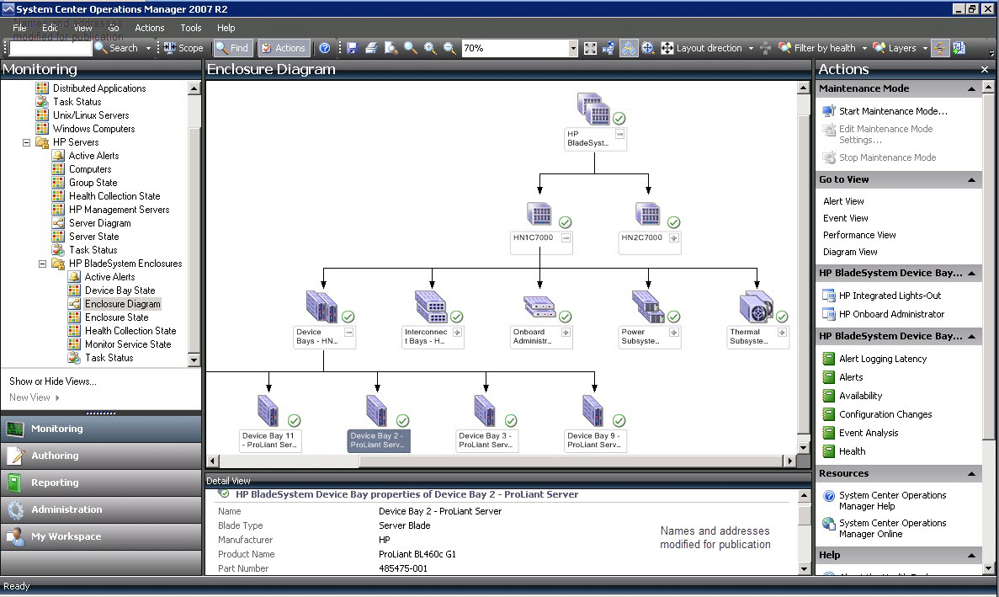 System Center Operations Manager 2007 R2
File Edit View Go Actions Tools Help
Names and addresses
modified for publication
Search Scope Find Actions 70% Layout direction Filter by health Layers
Monitoring
Distributed Applications
Task Status
Unix/Linux Servers
Windows Computers
HP Servers
Active Alerts
Computers
Group State
Health Collection State
HP Management Servers
Server Diagram
Server State
Task Status
HP BladeSystem Enclosures
Active Alerts
Device Bay State
Enclosure Diagram
Enclosure State
Health Collection State
Monitor Service State
Task Status
Show or Hide Views...
New View
Monitoring
Authoring
Reporting
Administration
My Workspace
Enclosure Diagram
HP
BladeSyst...
HN1C7000
HN2C7000
Device
Bays - HN...
Interconnec
t Bays - H...
Onboard
Administr...
Power
Subsyste...
Thermal
Subsyste...
Device Bay 11
- ProLiant Ser...
Device Bay 2 -
ProLiant Serv...
Device Bay 3 -
ProLiant Serv...
Device Bay 9 -
ProLiant Serv...
Detail View
HP BladeSystem Device Bay properties of Device Bay 2 - ProLiant Server
Name Device Bay 2 - ProLiant Server
Blade Type Server Blade
Manufacturer HP
Product Name ProLiant BL460c G1
Part Number 485475-001
Names and addresses
modified for publication
Actions
Maintenance Mode
Start Maintenance Mode...
Edit Maintenance Mode
Settings...
Stop Maintenance Mode
Go to View
Alert View
Event View
Performance View
Diagram View
HP BladeSystem Device Bay...
HP Integrated Lights-Out
HP Onboard Administrator
HP BladeSystem Device Bay...
Alert Logging Latency
Alerts
Availability
Configuration Changes
Event Analysis
Health
Resources
System Center Operations
Manager Help
System Center Operations
Manager Online
Help
Ready